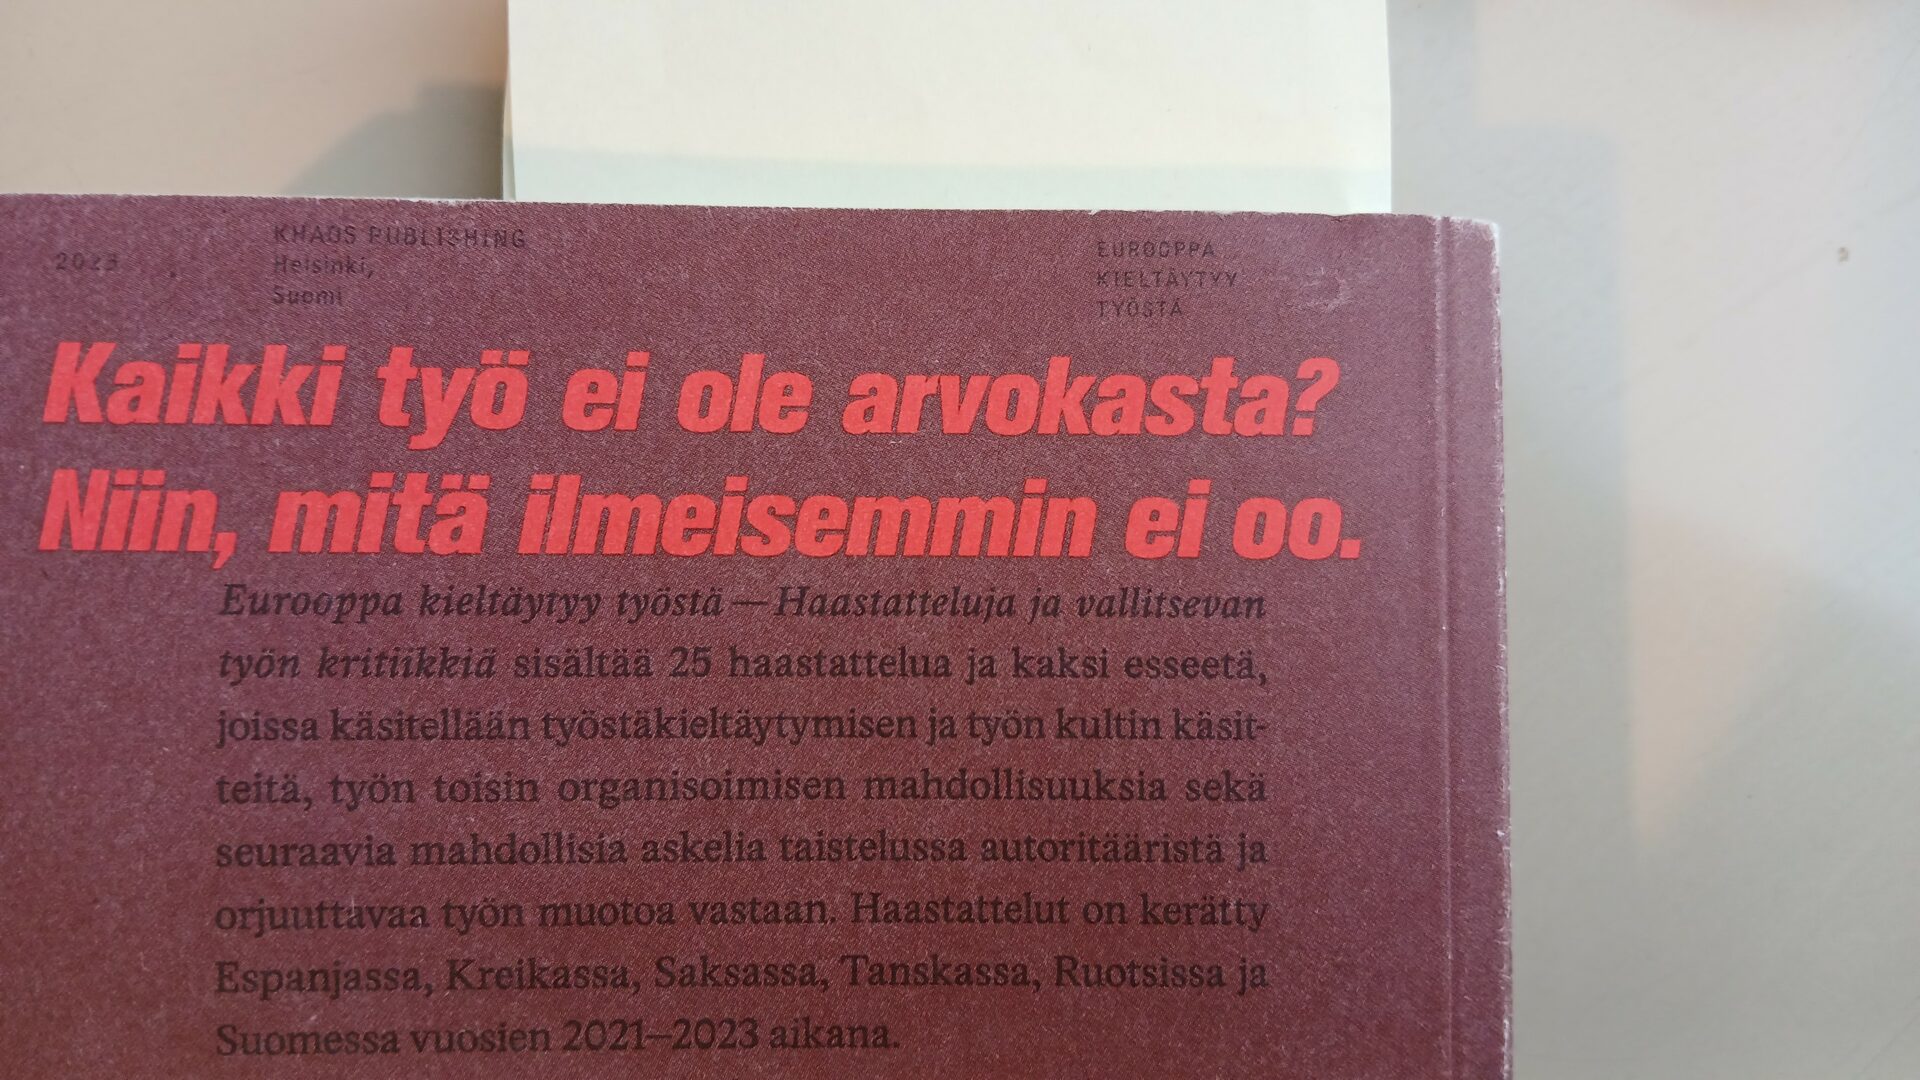 2023
KHAOS PUBLISHING
Helsinki,
Suomi
EUROOPPA
KIELTÄYTYY
TYÖSTÄ
Kaikki työ ei ole arvokasta?
Niin, mitä ilmeisemmin ei oo.
Eurooppa kieltäytyy työstä — Haastatteluja ja vallitsevan
työn kritiikkiä sisältää 25 haastattelua ja kaksi esseetä,
joissa käsitellään työstäkieltäytymisen ja työn kultin käsit-
teitä, työn toisin organisoimisen mahdollisuuksia sekä
seuraavia mahdollisia askelia taistelussa autoritääristä ja
orjuuttavaa työn muotoa vastaan. Haastattelut on kerätty
Espanjassa, Kreikassa, Saksassa, Tanskassa, Ruotsissa ja
Suomessa vuosien 2021–2023 aikana.